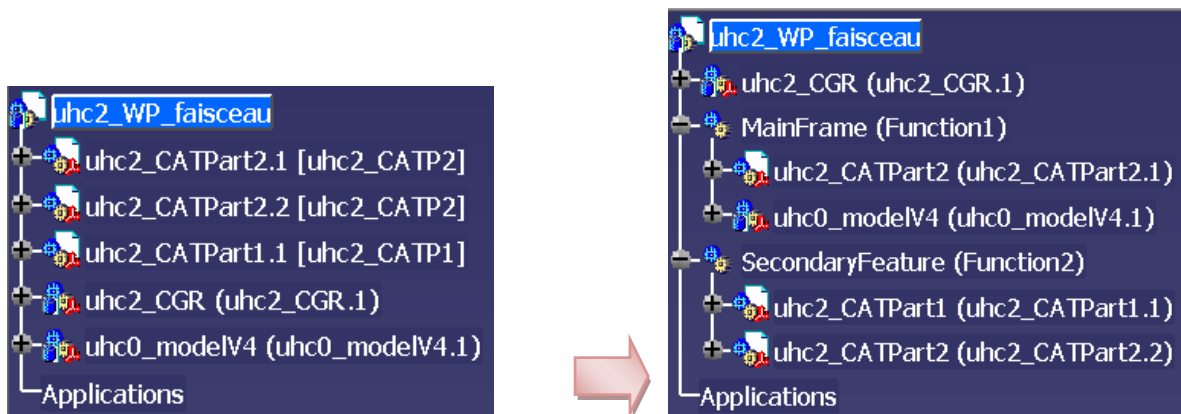 uhc2_WP_faisceau
uhc2_CATPart2.1 [uhc2_CATP2]
uhc2_CATPart2.2 [uhc2_CATP2]
uhc2_CATPart1.1 [uhc2_CATP1]
uhc2_CGR (uhc2_CGR.1)
uhc0_modelV4 (uhc0_modelV4.1)
Applications
uhc2_WP_faisceau
uhc2_CGR (uhc2_CGR.1)
MainFrame (Function1)
uhc2_CATPart2 (uhc2_CATPart2.1)
uhc0_modelV4 (uhc0_modelV4.1)
SecondaryFeature (Function2)
uhc2_CATPart1 (uhc2_CATPart1.1)
uhc2_CATPart2 (uhc2_CATPart2.2)
Applications